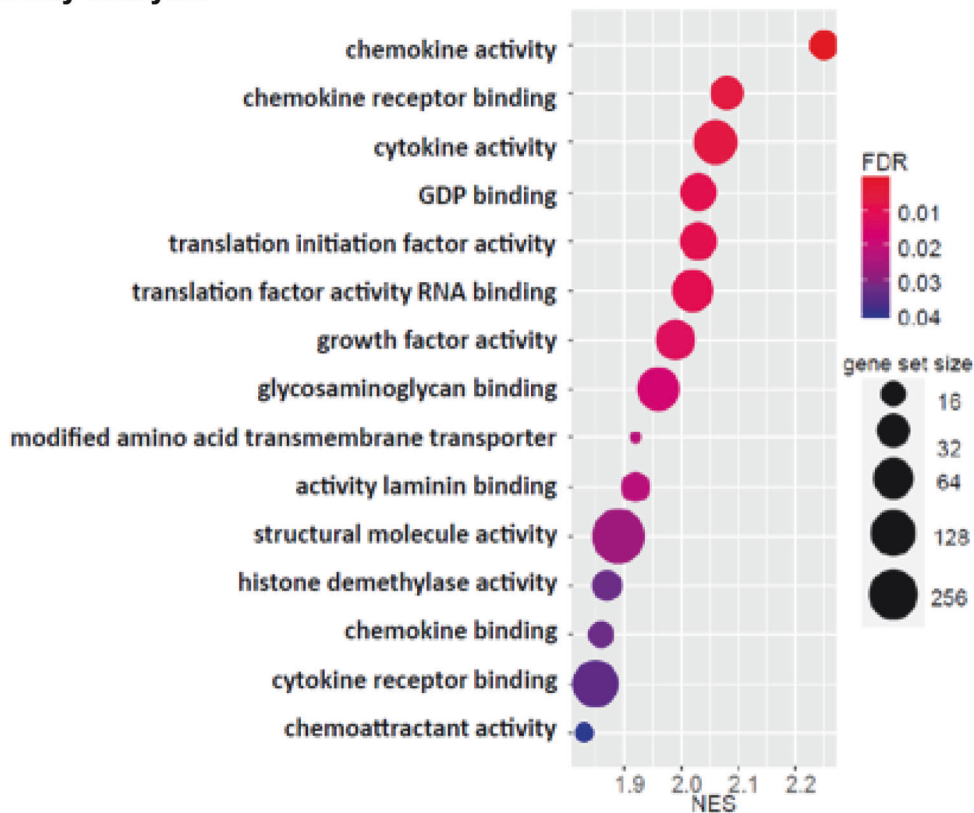 chemokine activity
chemokine receptor binding
cytokine activity
GDP binding
translation initiation factor activity
translation factor activity RNA binding
growth factor activity
glycosaminoglycan binding
modified amino acid transmembrane transporter
activity laminin binding
structural molecule activity
histone demethylase activity
chemokine binding
cytokine receptor binding
chemoattractant activity
1.9 2.0 2.1 2.2
NES
FDR
0.01
0.02
0.03
0.04
gene set size
16
32
64
128
256